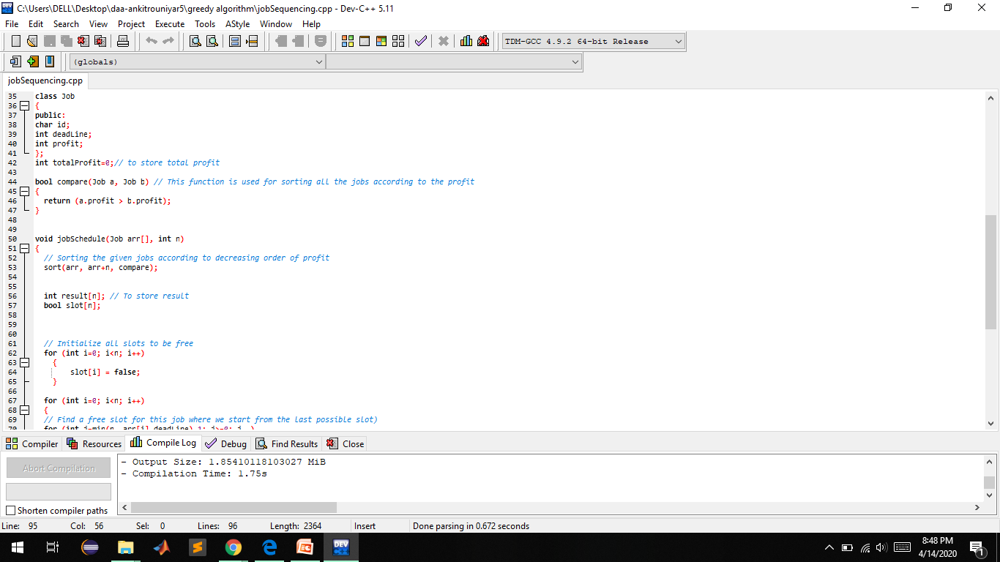 C:\Users\DELL\Desktop\daa-ankitrouniyar5\greedy algorithm\jobSequencing.cpp - Dev-C++ 5.11
File Edit Search View Project Execute Tools AStyle Window Help
TDM-GCC 4.9.2 64-bit Release
(globals)
jobSequencing.cpp
35 class Job
36 {
37 public:
38 char id;
39 int deadLine;
40 int profit;
41 };
42 int totalProfit=0;// to store total profit
43
44 bool compare(Job a, Job b) // This function is used for sorting all the jobs according to the profit
45 {
46 return (a.profit > b.profit);
47 }
48
49
50 void jobSchedule(Job arr[], int n)
51 {
52 // Sorting the given jobs according to decreasing order of profit
53 sort(arr, arr+n, compare);
54
55
56 int result[n]; // To store result
57 bool slot[n];
58
59
60
61 // Initialize all slots to be free
62 for (int i=0; i<n; i++)
63 {
64 slot[i] = false;
65 }
66
67 for (int i=0; i<n; i++)
68 {
69 // Find a free slot for this job where we start from the last possible slot)
70 for (int j=min(n, arr[i].deadLine)-1; j>=0; j--)
Compiler Resources Compile Log Debug Find Results Close
Abort Compilation
Shorten compiler paths
- Output Size: 1.85410118103027 MiB
- Compilation Time: 1.75s
Line: 95 Col: 56 Sel: 0 Lines: 96 Length: 2364 Insert Done parsing in 0.672 seconds
DEV
8:48 PM
4/14/2020
1